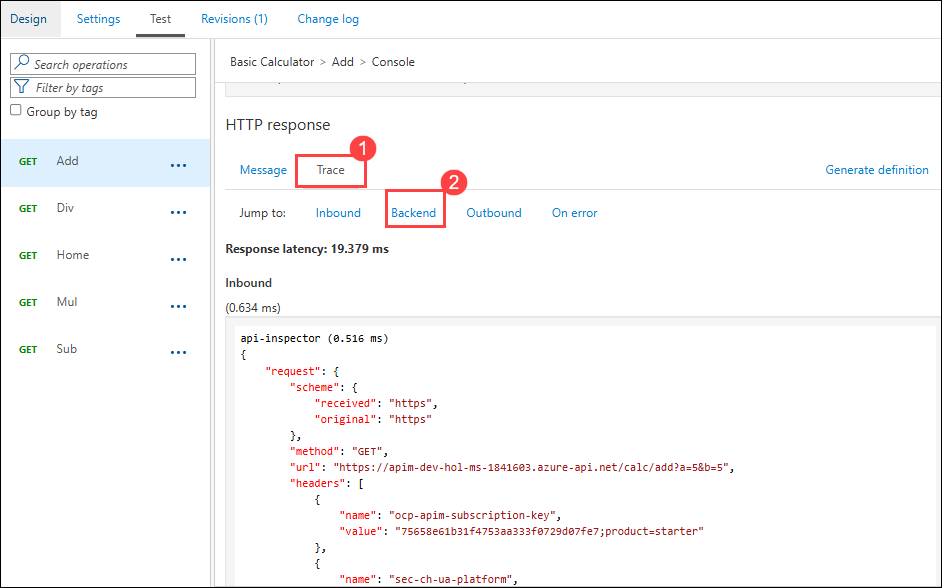 Design Settings Test Revisions (1) Change log
Search operations
Filter by tags
Group by tag
GET Add ...
GET Div ...
GET Home ...
GET Mul ...
GET Sub ...
Basic Calculator > Add > Console
HTTP response
1
Message Trace Generate definition
2
Jump to: Inbound Backend Outbound On error
Response latency: 19.379 ms
Inbound
(0.634 ms)
api-inspector (0.516 ms)
{
"request": {
"scheme": {
"received": "https",
"original": "https"
},
"method": "GET",
"url": "https://apim-dev-hol-ms-1841603.azure-api.net/calc/add?a=5&b=5",
"headers": [
{
"name": "ocp-apim-subscription-key",
"value": "75658e61b31f4753aa333f0729d07fe7;product=starter"
},
{
"name": "sec-ch-ua-platform",